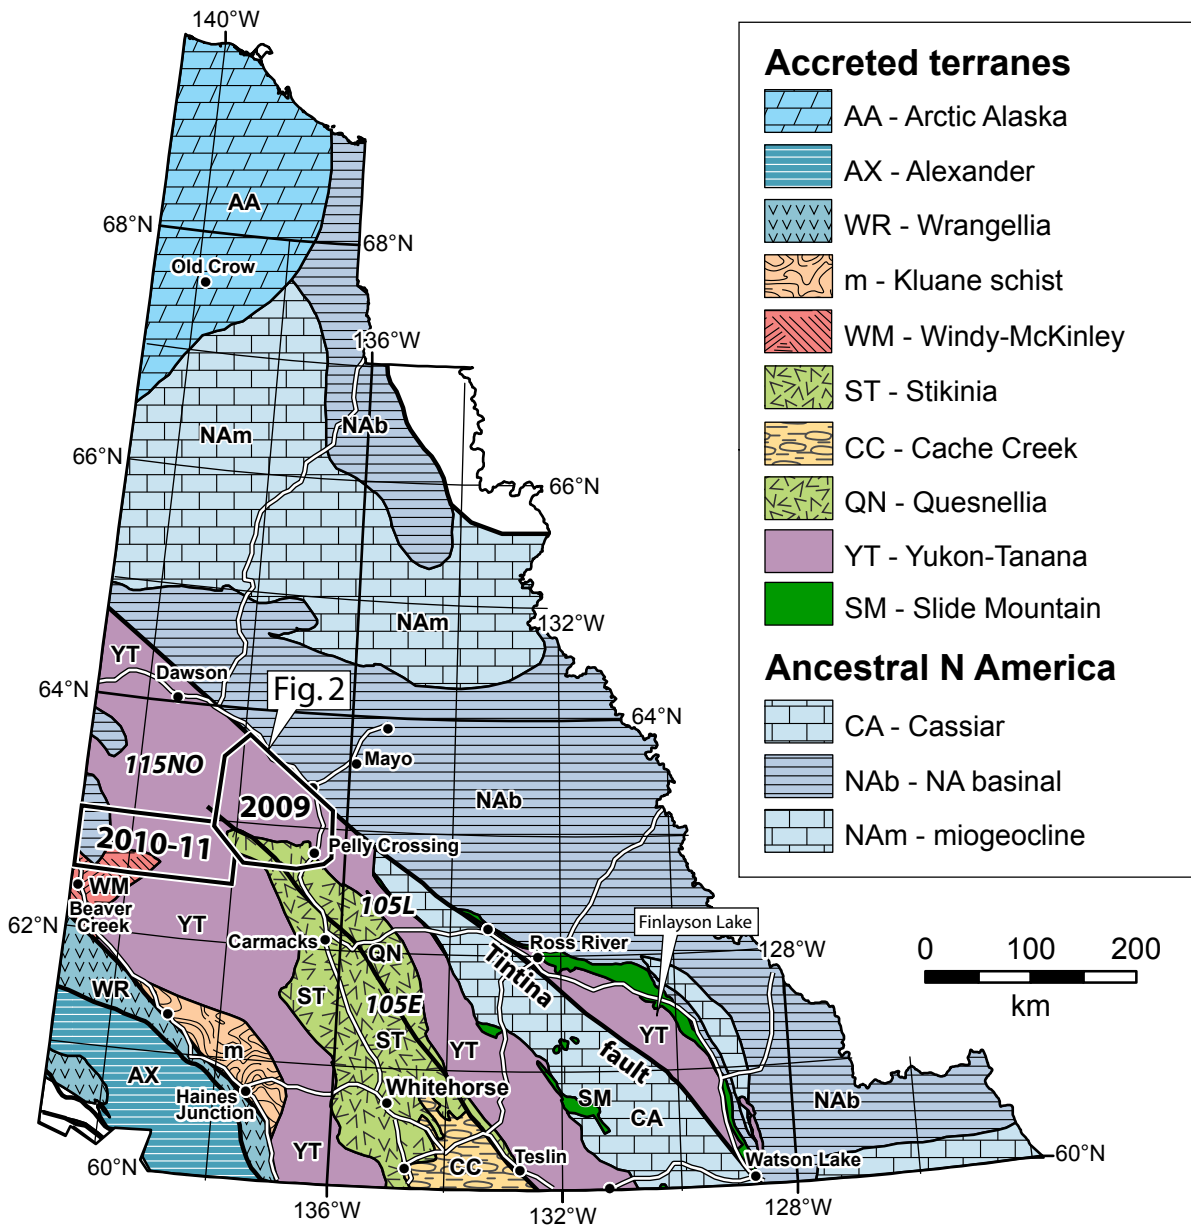 140°W
Accreted terranes
AA - Arctic Alaska
AX - Alexander
WR - Wrangellia
m - Kluane schist
WM - Windy-McKinley
ST - Stikinia
CC - Cache Creek
QN - Quesnellia
YT - Yukon-Tanana
SM - Slide Mountain
Ancestral N America
CA - Cassiar
NAb - NA basinal
NAm - miogeocline
AA
68°N
68°N
Old Crow
136°W
NAm
NAb
66°N
66°N
NAm
132°W
YT
Dawson
64°N
Fig. 2
64°N
115NO
Mayo
2009
NAb
2010-11
Pelly Crossing
WM
Beaver
Creek
62°N
YT
105L
Carmacks
QN
Ross River
Finlayson Lake
128°W
Tintina
fault
0 100 200
km
WR
ST
105E
ST
YT
YT
m
AX
Haines
Junction
Whitehorse
SM
CA
NAb
YT
60°N
CC
Teslin
Watson Lake
60°N
136°W
132°W
128°W